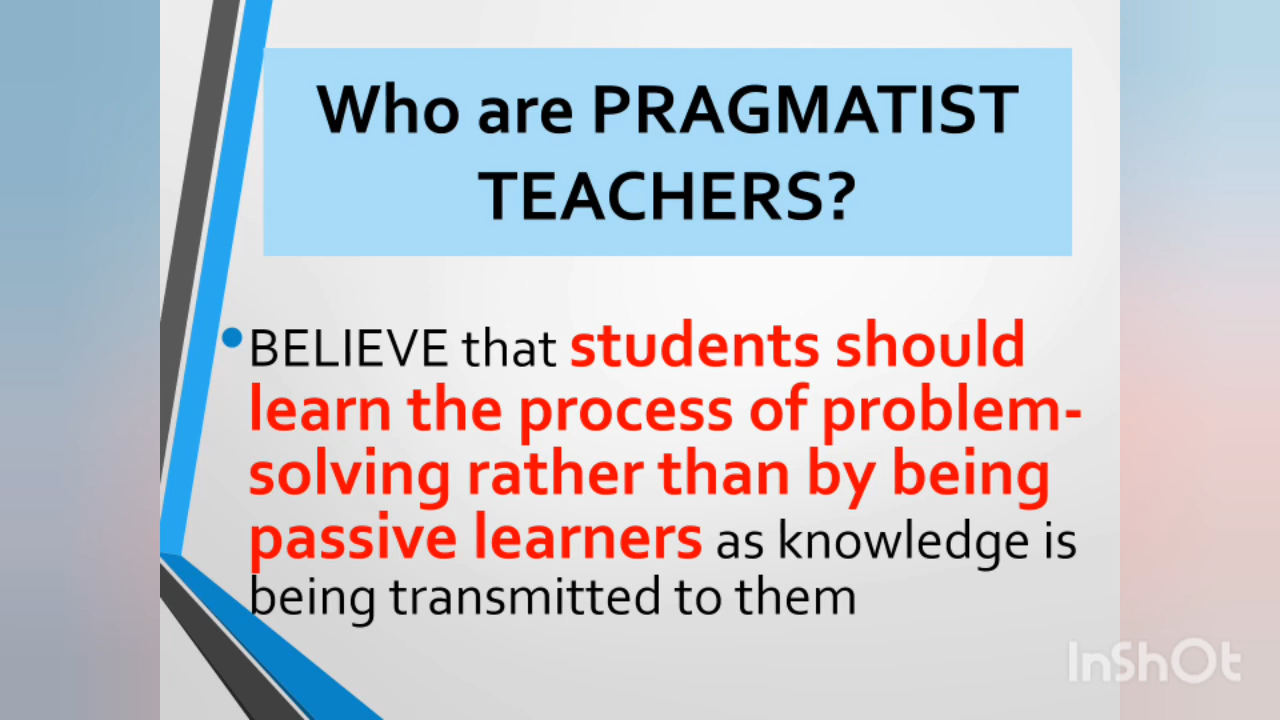 Who are PRAGMATIST
TEACHERS?
•BELIEVE that students should
learn the process of problem-
solving rather than by being
passive learners as knowledge is
being transmitted to them
InShOt